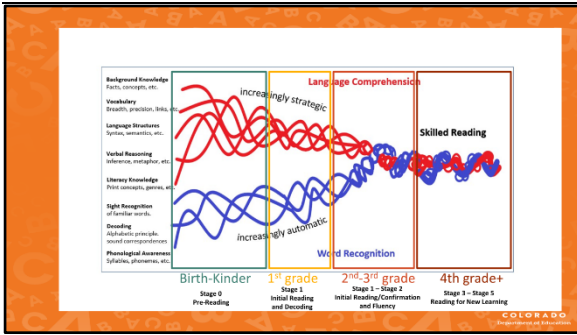 Background Knowledge
Facts, concepts, etc.
Vocabulary
Breadth, precision, links, etc.
Language Structures
Syntax, semantics, etc.
Verbal Reasoning
Inference, metaphor, etc.
Literacy Knowledge
Print concepts, genres, etc.
Sight Recognition
of familiar words.
Decoding
Alphabetic principle,
sound correspondences
Phonological Awareness
Syllables, phonemes, etc.
Language Comprehension
increasingly strategic
Skilled Reading
increasingly automatic
Word Recognition
Birth-Kinder
Stage 0
Pre-Reading
1st grade
Stage 1
Initial Reading
and Decoding
2nd-3rd grade
Stage 1 – Stage 2
Initial Reading/Confirmation
and Fluency
4th grade+
Stage 3 – Stage 5
Reading for New Learning
COLORADO
Department of Education